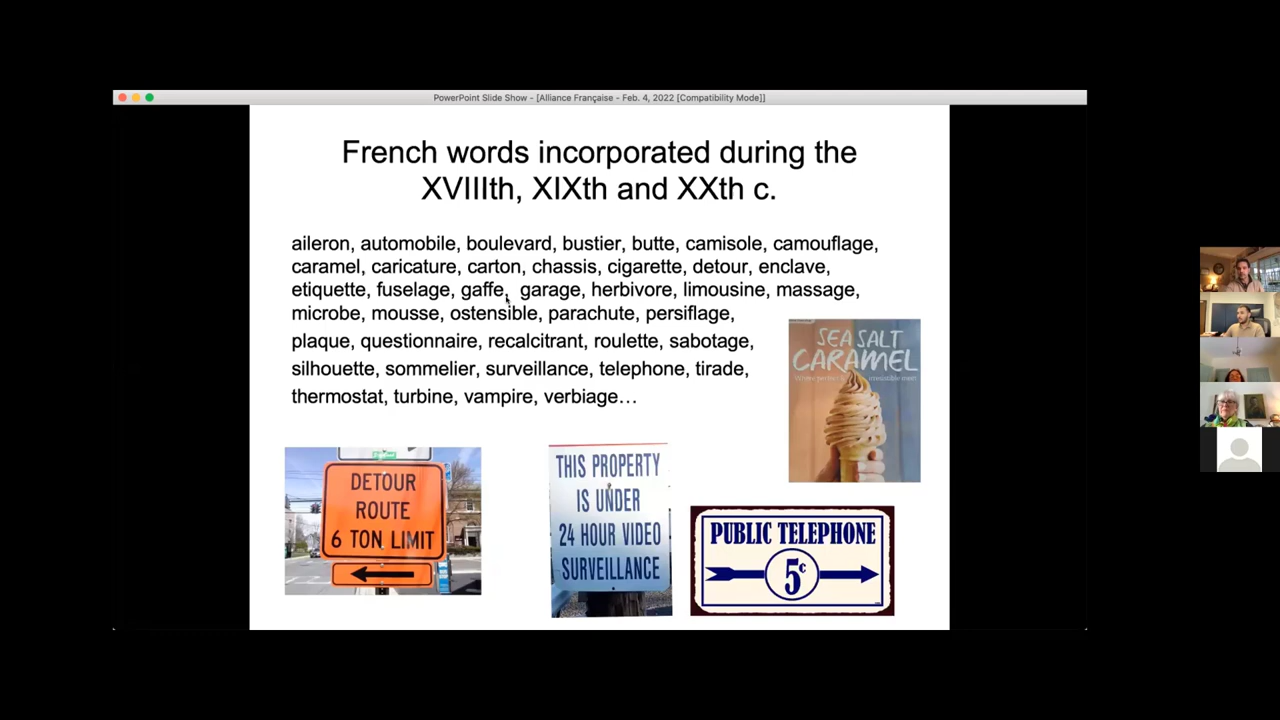 PowerPoint Slide Show - [Alliance Française - Feb. 4, 2022 [Compatibility Mode]]
French words incorporated during the
XVIIIth, XIXth and XXth c.
aileron, automobile, boulevard, bustier, butte, camisole, camouflage,
caramel, caricature, carton, chassis, cigarette, detour, enclave,
etiquette, fuselage, gaffe, garage, herbivore, limousine, massage,
microbe, mousse, ostensible, parachute, persiflage,
plaque, questionnaire, recalcitrant, roulette, sabotage,
silhouette, sommelier, surveillance, telephone, tirade,
thermostat, turbine, vampire, verbiage…
SEA SALT
CARAMEL
DETOUR
ROUTE
6 TON LIMIT
THIS PROPERTY
IS UNDER
24 HOUR VIDEO
SURVEILLANCE
PUBLIC TELEPHONE
5¢